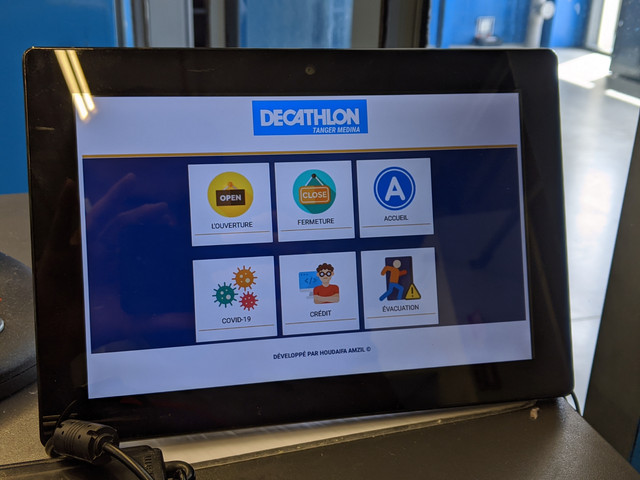 DECATHLON
TANGER MEDINA
OPEN
L'OUVERTURE
CLOSE
FERMETURE
A
ACCUEIL
COVID-19
</>
CRÉDIT
ÉVACUATION
DÉVELOPPÉ PAR HOUDAIFA AMZIL ©